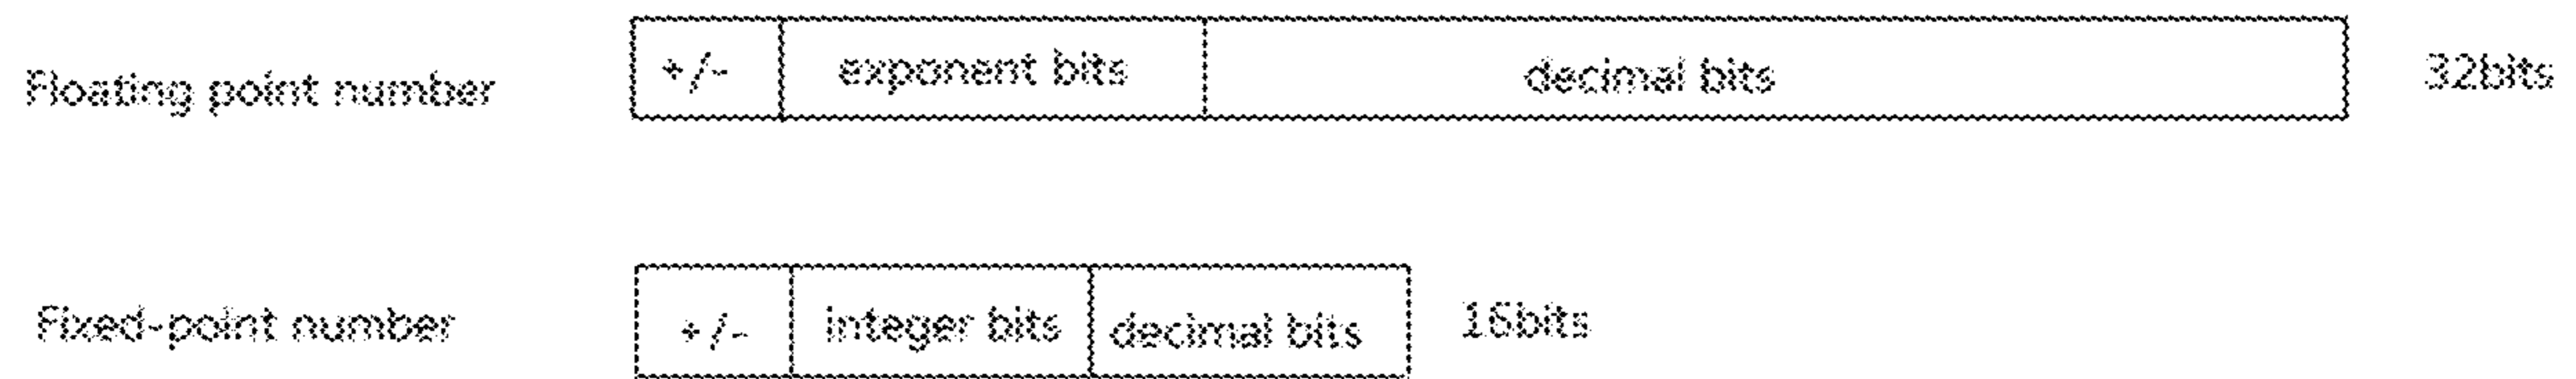 Floating point number +/- exponent bits decimal bits 32bits
Fixed-point number +/- integer bits decimal bits 16bits